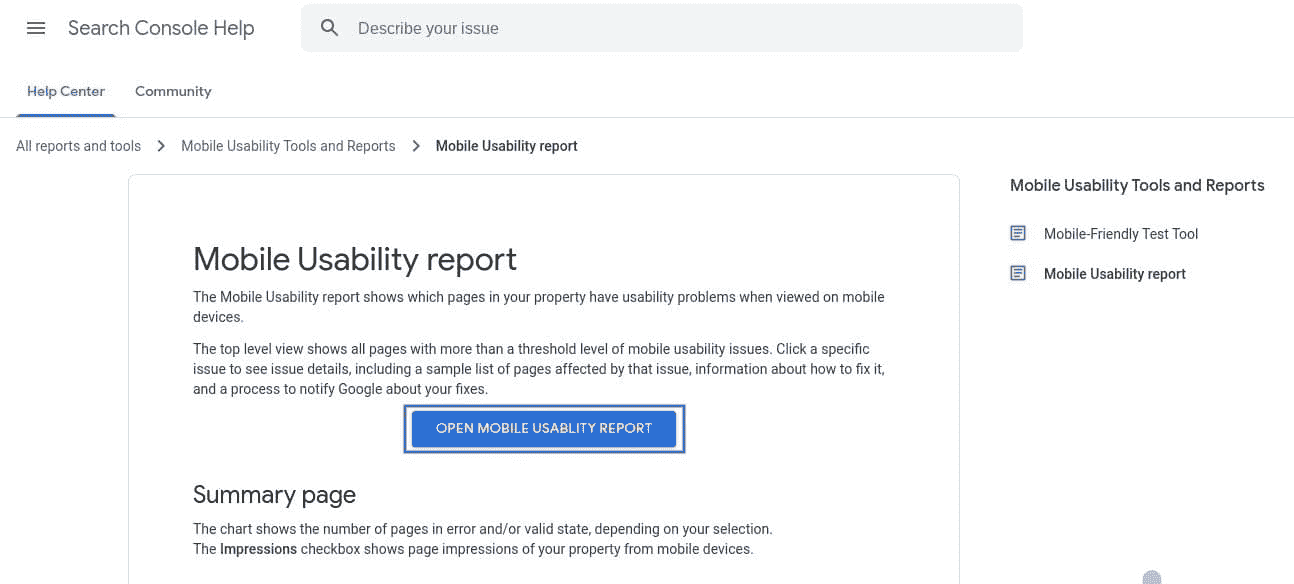 Search Console Help
Describe your issue
Help Center
Community
All reports and tools
Mobile Usability Tools and Reports
Mobile Usability report
Mobile Usability report
The Mobile Usability report shows which pages in your property have usability problems when viewed on mobile
devices.
The top level view shows all pages with more than a threshold level of mobile usability issues. Click a specific
issue to see issue details, including a sample list of pages affected by that issue, information about how to fix it,
and a process to notify Google about your fixes.
OPEN MOBILE USABLITY REPORT
Summary page
The chart shows the number of pages in error and/or valid state, depending on your selection.
The Impressions checkbox shows page impressions of your property from mobile devices.
Mobile Usability Tools and Reports
Mobile-Friendly Test Tool
Mobile Usability report